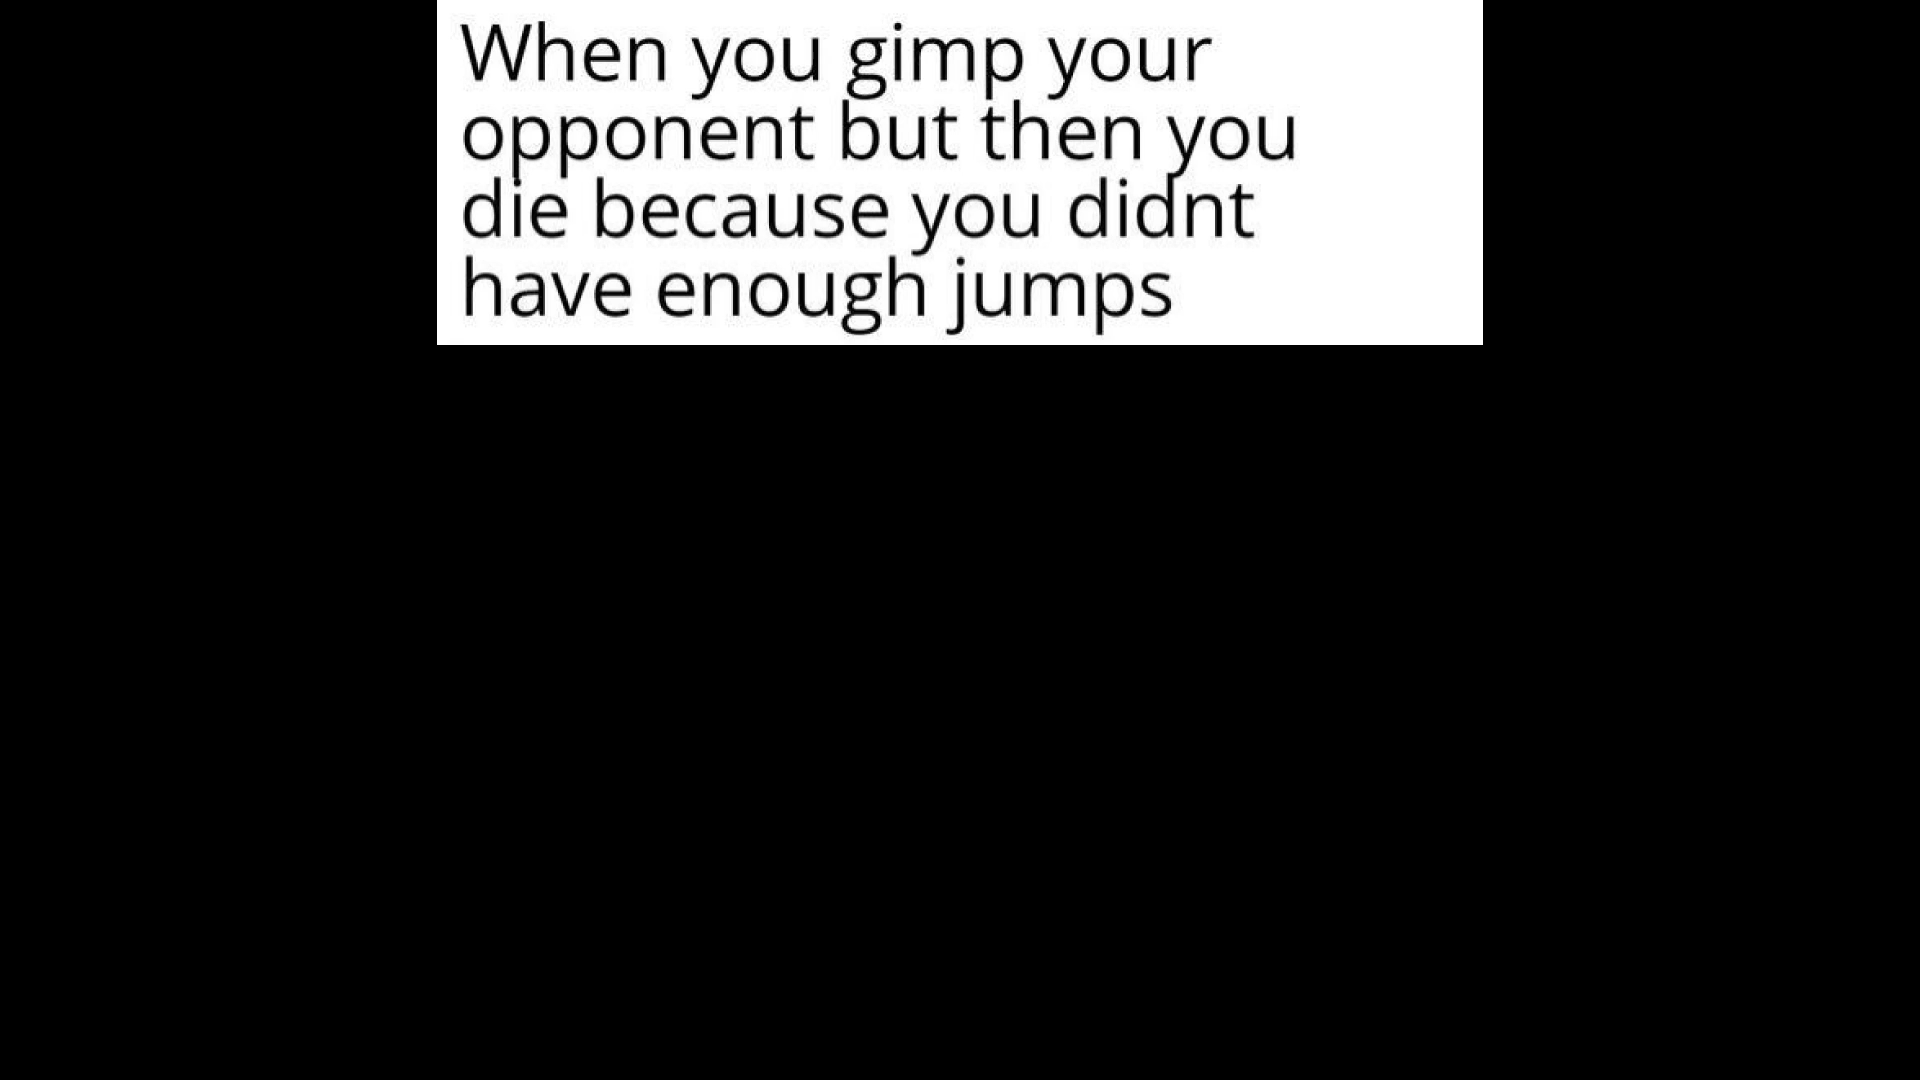 When you gimp your
opponent but then you
die because you didnt
have enough jumps